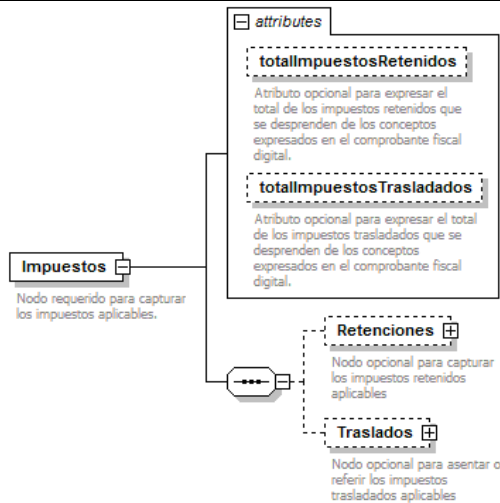 attributes
totalImpuestosRetenidos
Atributo opcional para expresar el
total de los impuestos retenidos que
se desprenden de los conceptos
expresados en el comprobante fiscal
digital.
totalImpuestosTrasladados
Atributo opcional para expresar el total
de los impuestos trasladados que se
desprenden de los conceptos
expresados en el comprobante fiscal
digital.
Impuestos
Nodo requerido para capturar
los impuestos aplicables.
Retenciones
Nodo opcional para capturar
los impuestos retenidos
aplicables
Traslados
Nodo opcional para asentar o
referir los impuestos
trasladados aplicables